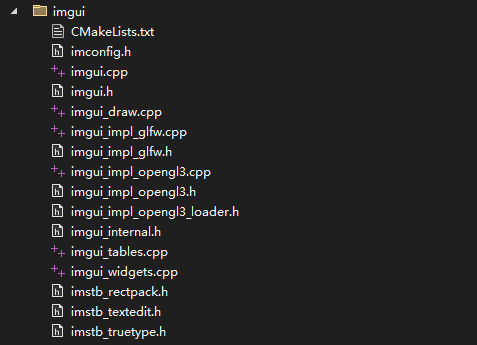 imgui
CMakeLists.txt
imconfig.h
imgui.cpp
imgui.h
imgui_draw.cpp
imgui_impl_glfw.cpp
imgui_impl_glfw.h
imgui_impl_opengl3.cpp
imgui_impl_opengl3.h
imgui_impl_opengl3_loader.h
imgui_internal.h
imgui_tables.cpp
imgui_widgets.cpp
imstb_rectpack.h
imstb_textedit.h
imstb_truetype.h